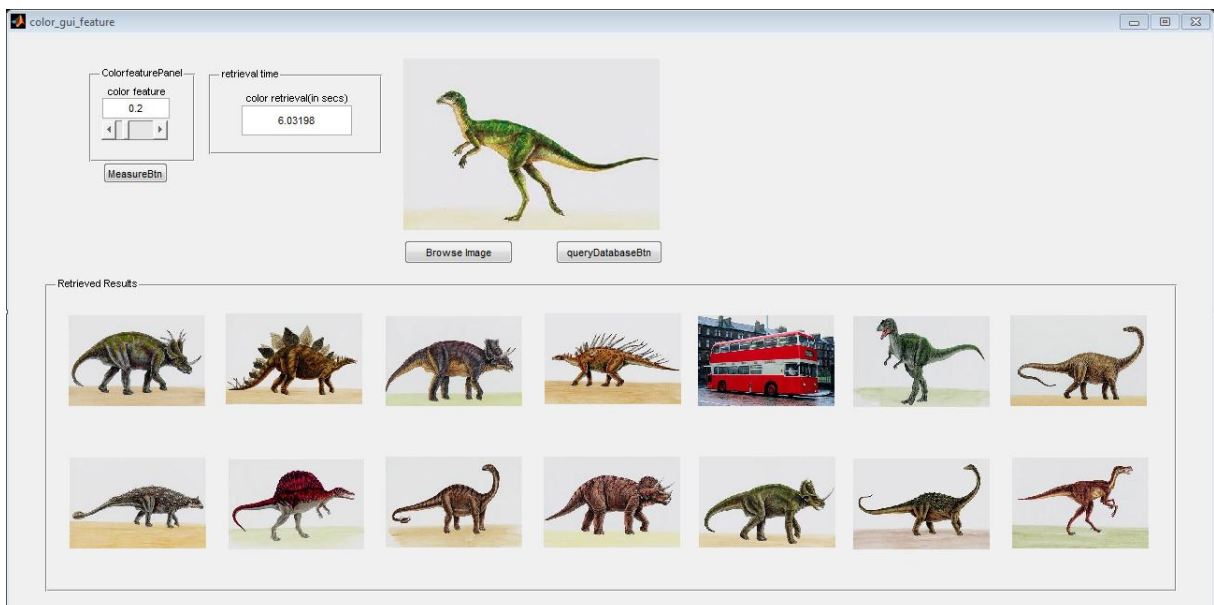 color_gui_feature
ColorfeaturePanel
color feature
0.2
MeasureBtn
retrieval time
color retrieval(in secs)
6.03198
Browse Image
queryDatabaseBtn
Retrieved Results